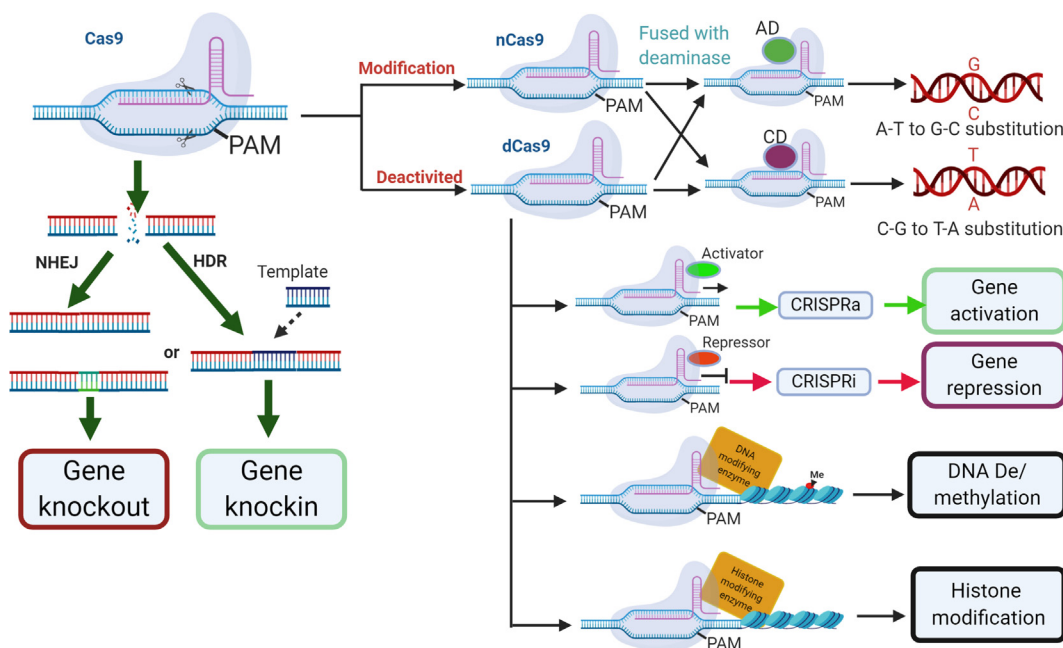 Cas9
PAM
NHEJ
HDR
Template
or
Gene
knockout
Gene
knockin
Modification
Deactivited
nCas9
PAM
dCas9
PAM
Fused with
deaminase
AD
PAM
CD
PAM
G
C
A-T to G-C substitution
T
A
C-G to T-A substitution
Activator
PAM
CRISPRa
Gene
activation
Repressor
PAM
CRISPRi
Gene
repression
DNA
modifying
enzyme
Me
PAM
DNA De/
methylation
Histone
modifying
enzyme
PAM
Histone
modification